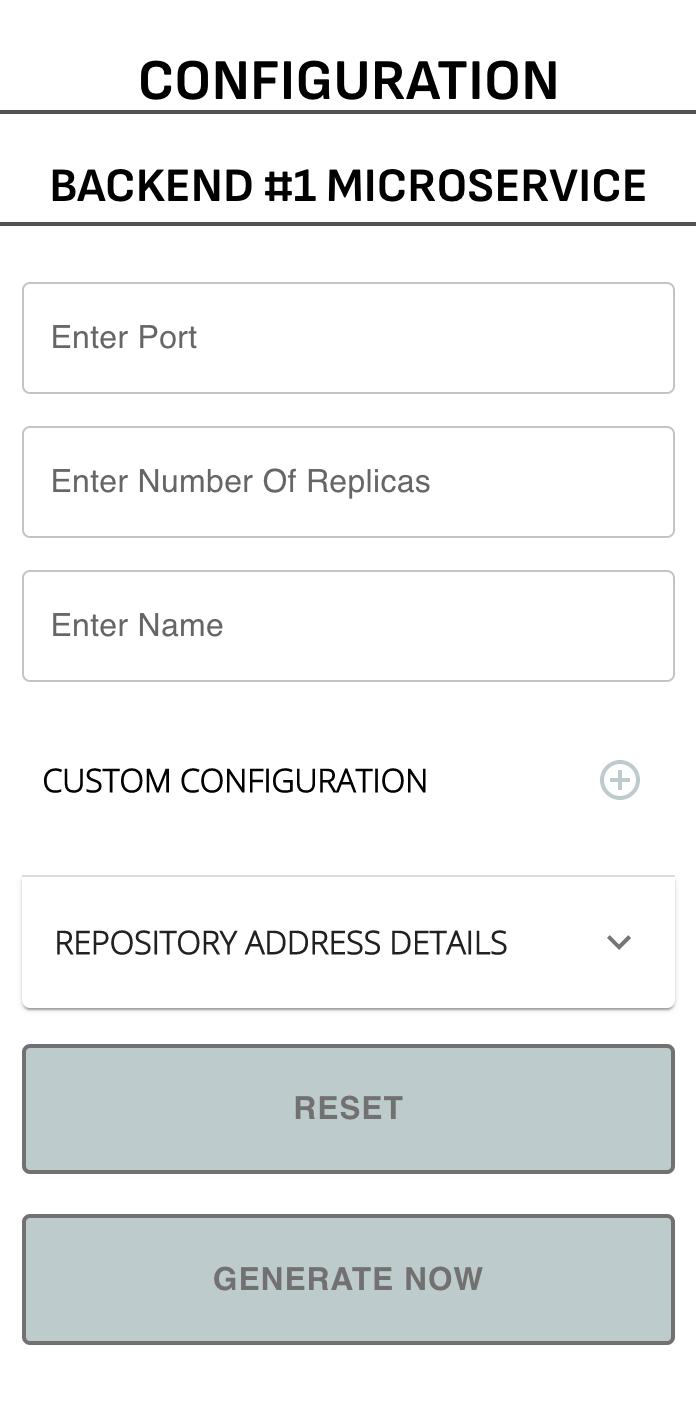 CONFIGURATION
BACKEND #1 MICROSERVICE
Enter Port
Enter Number Of Replicas
Enter Name
CUSTOM CONFIGURATION
REPOSITORY ADDRESS DETAILS
RESET
GENERATE NOW